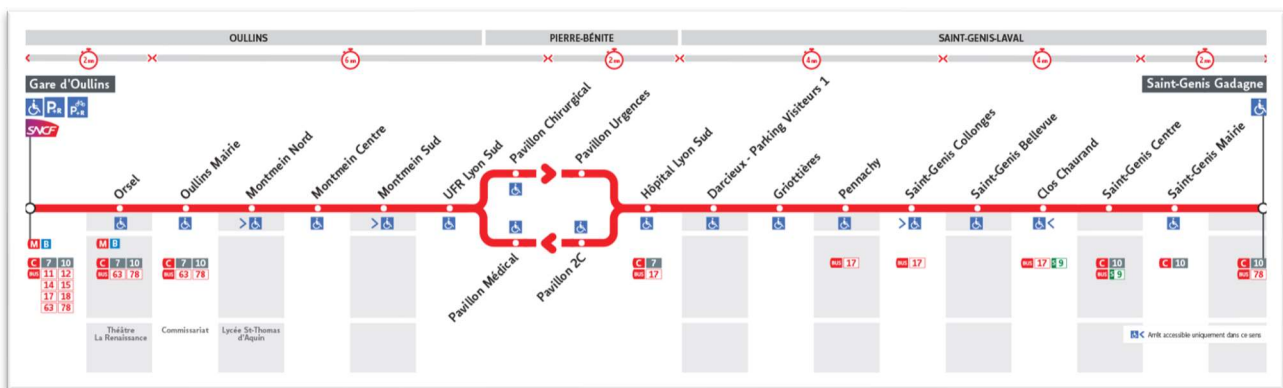 OULLINS
PIERRE-BÉNITE
SAINT-GENIS-LAVAL
2mn
6mn
2mn
4mn
4mn
2mn
Gare d'Oullins
P+R
P+R
SNCF
Orsel
Oullins Mairie
Montmein Nord
Montmein Centre
Montmein Sud
UFR Lyon Sud
Pavillon Chirurgical
Pavillon Urgences
Pavillon Médical
Pavillon 2C
Hôpital Lyon Sud
Darcieux - Parking Visiteurs 1
Griottières
Pennachy
Saint-Genis Collonges
Saint-Genis Bellevue
Clos Chaurand
Saint-Genis Centre
Saint-Genis Mairie
Saint-Genis Gadagne
M B
C 7 10
BUS 11 12
14 15
17 18
63 78
M B
C 7 10
BUS 63 78
C 7 10
BUS 63 78
C 7
BUS 17
BUS 17
BUS 17
BUS 17 9
C 10
BUS 9
C 10
C 10
BUS 78
Théâtre
La Renaissance
Commissariat
Lycée St-Thomas
d'Aquin
Arrêt accessible uniquement dans ce sens